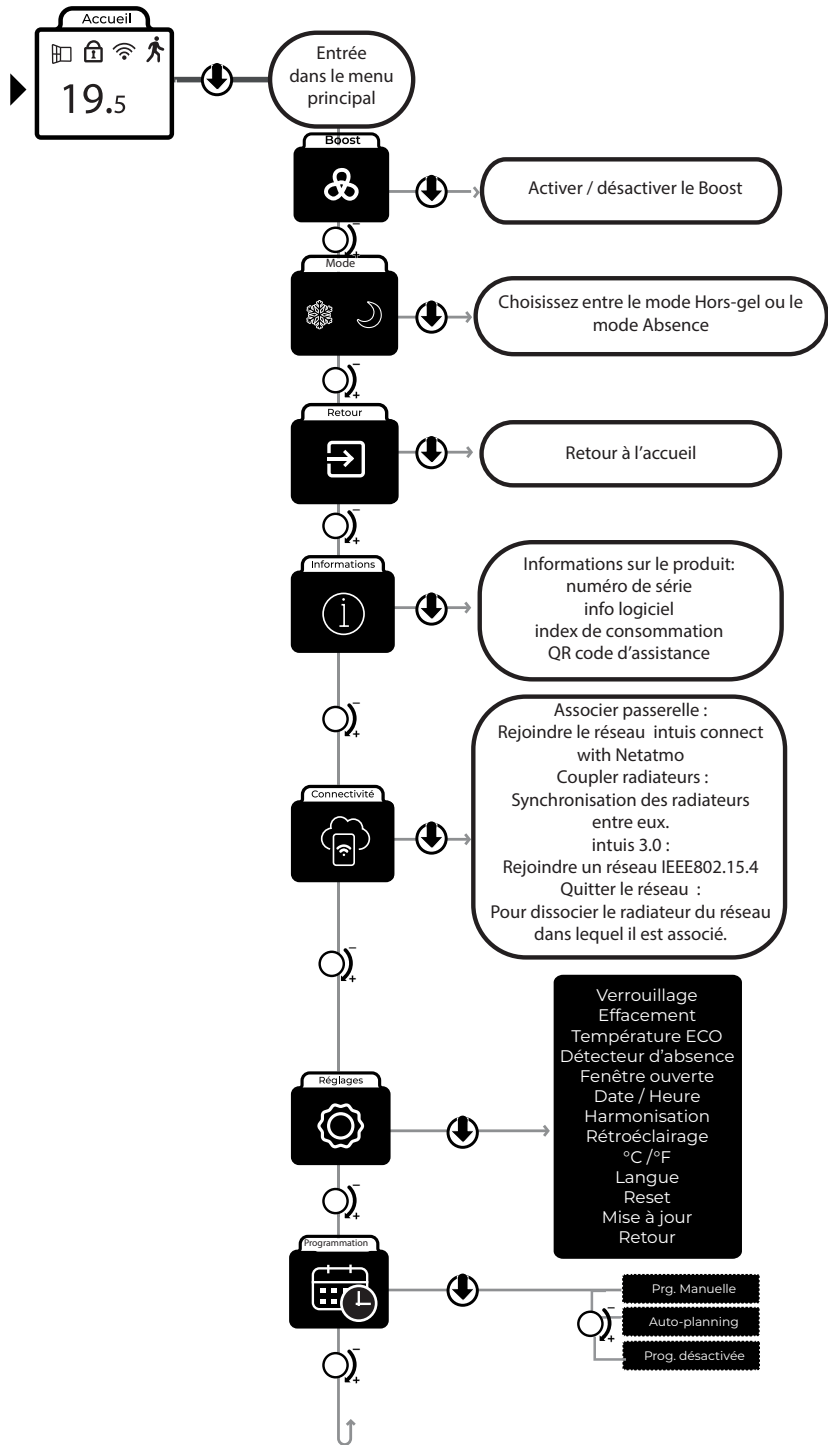 Accueil
19.5
Entrée
dans le menu
principal
Boost
Activer / désactiver le Boost
−
+
Mode
Choisissez entre le mode Hors-gel ou le
mode Absence
−
+
Retour
Retour à l'accueil
−
+
Informations
i
Informations sur le produit:
numéro de série
info logiciel
index de consommation
QR code d'assistance
−
+
Connectivité
Associer passerelle :
Rejoindre le réseau intuis connect
with Netatmo
Coupler radiateurs :
Synchronisation des radiateurs
entre eux.
intuis 3.0 :
Rejoindre un réseau IEEE802.15.4
Quitter le réseau :
Pour dissocier le radiateur du réseau
dans lequel il est associé.
−
+
Réglages
Verrouillage
Effacement
Température ECO
Détecteur d'absence
Fenêtre ouverte
Date / Heure
Harmonisation
Rétroéclairage
°C /°F
Langue
Reset
Mise à jour
Retour
−
+
Programmation
Prg. Manuelle
Auto-planning
Prog. désactivée
−
+
−
+